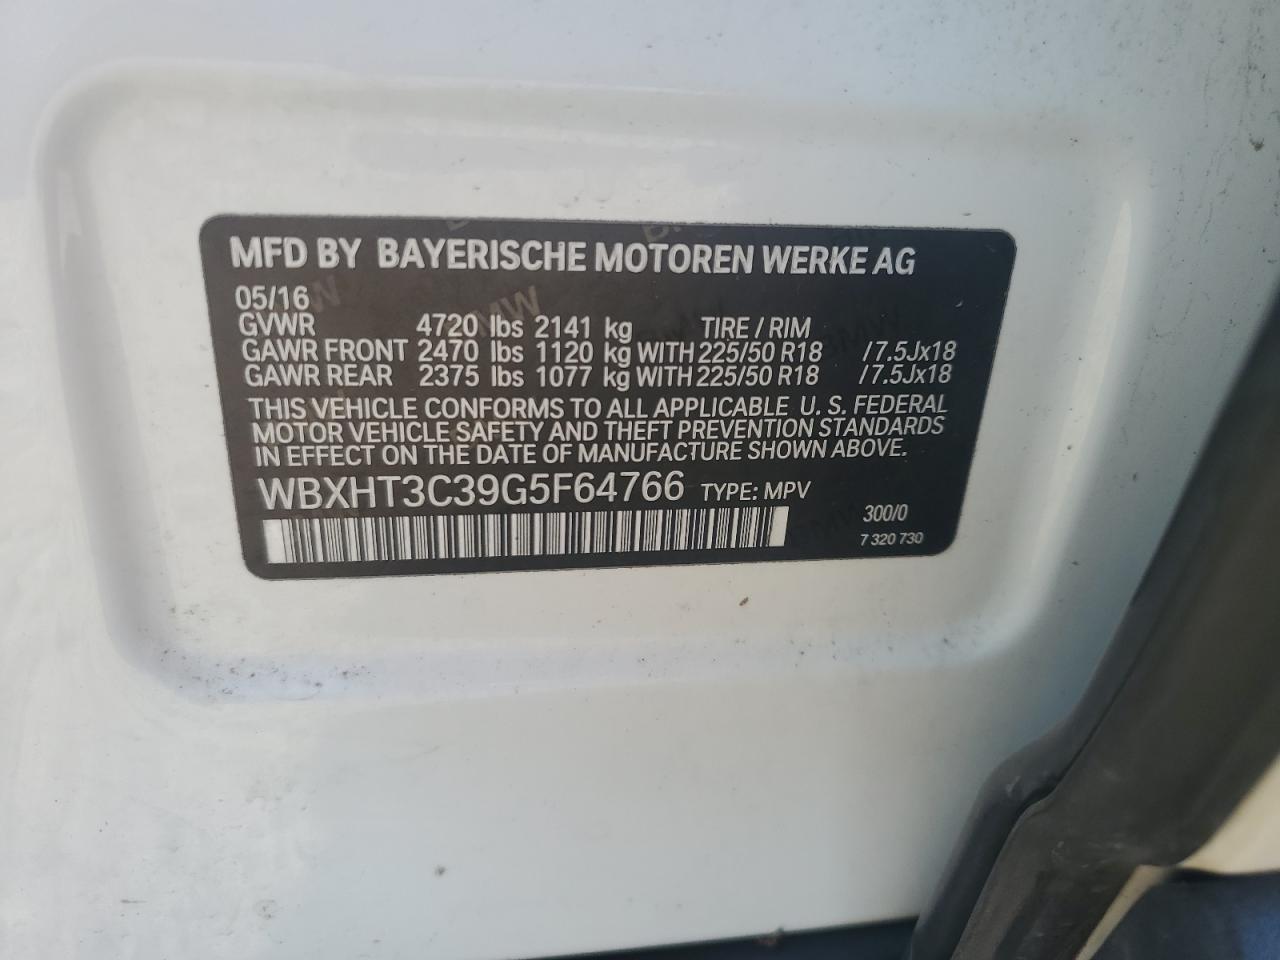 MFD BY BAYERISCHE MOTOREN WERKE AG
05/16
GVWR 4720 lbs 2141 kg TIRE / RIM
GAWR FRONT 2470 lbs 1120 kg WITH 225/50 R18 / 7.5Jx18
GAWR REAR 2375 lbs 1077 kg WITH 225/50 R18 / 7.5Jx18
THIS VEHICLE CONFORMS TO ALL APPLICABLE U. S. FEDERAL
MOTOR VEHICLE SAFETY AND THEFT PREVENTION STANDARDS
IN EFFECT ON THE DATE OF MANUFACTURE SHOWN ABOVE.
WBXHT3C39G5F64766 TYPE: MPV
300/0
7 320 730